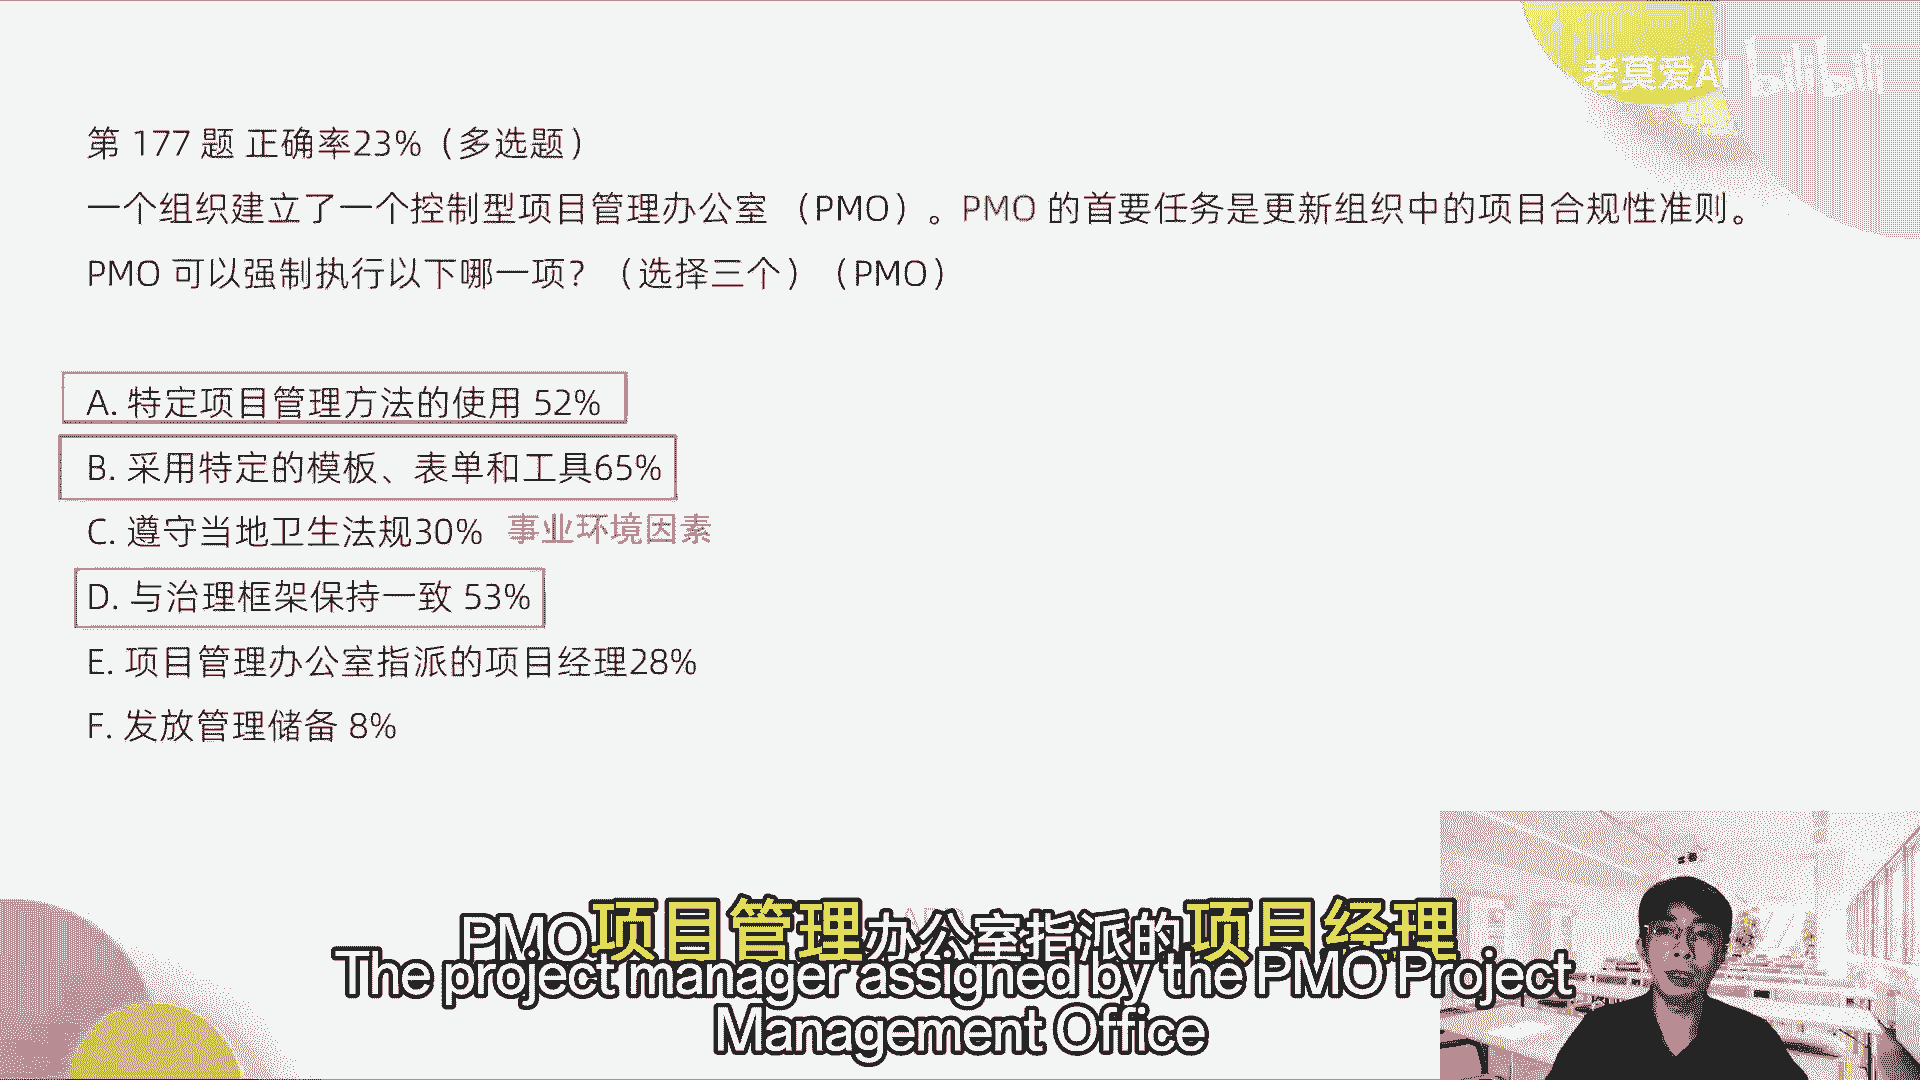 老莫爱AI bilibili
第 177 题 正确率23%（多选题）
一个组织建立了一个控制型项目管理办公室 （PMO）。PMO 的首要任务是更新组织中的项目合规性准则。
PMO 可以强制执行以下哪一项？（选择三个）（PMO）
A. 特定项目管理方法的使用 52%
B. 采用特定的模板、表单和工具65%
C. 遵守当地卫生法规30% 事业环境因素
D. 与治理框架保持一致 53%
E. 项目管理办公室指派的项目经理28%
F. 发放管理储备 8%
PMO项目管理办公室指派的项目经理
The project manager assigned by the PMO Project
Management Office